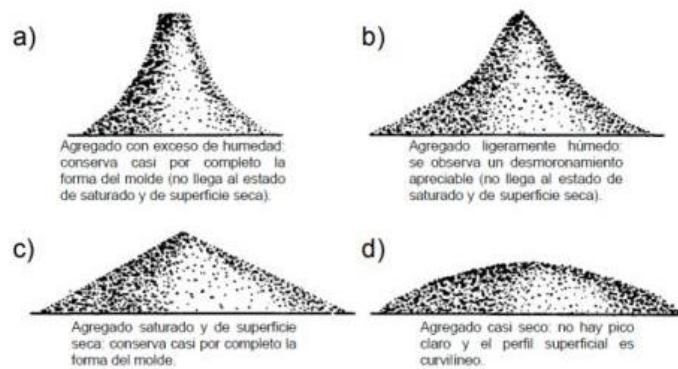 a)
Agregado con exceso de humedad:
conserva casi por completo la
forma del molde (no llega al estado
de saturado y de superficie seca).
b)
Agregado ligeramente húmedo:
se observa un desmoronamiento
apreciable (no llega al estado de
saturado y de superficie seca).
c)
Agregado saturado y de superficie
seca: conserva casi por completo la
forma del molde.
d)
Agregado casi seco: no hay pico
claro y el perfil superficial es
curvilíneo.